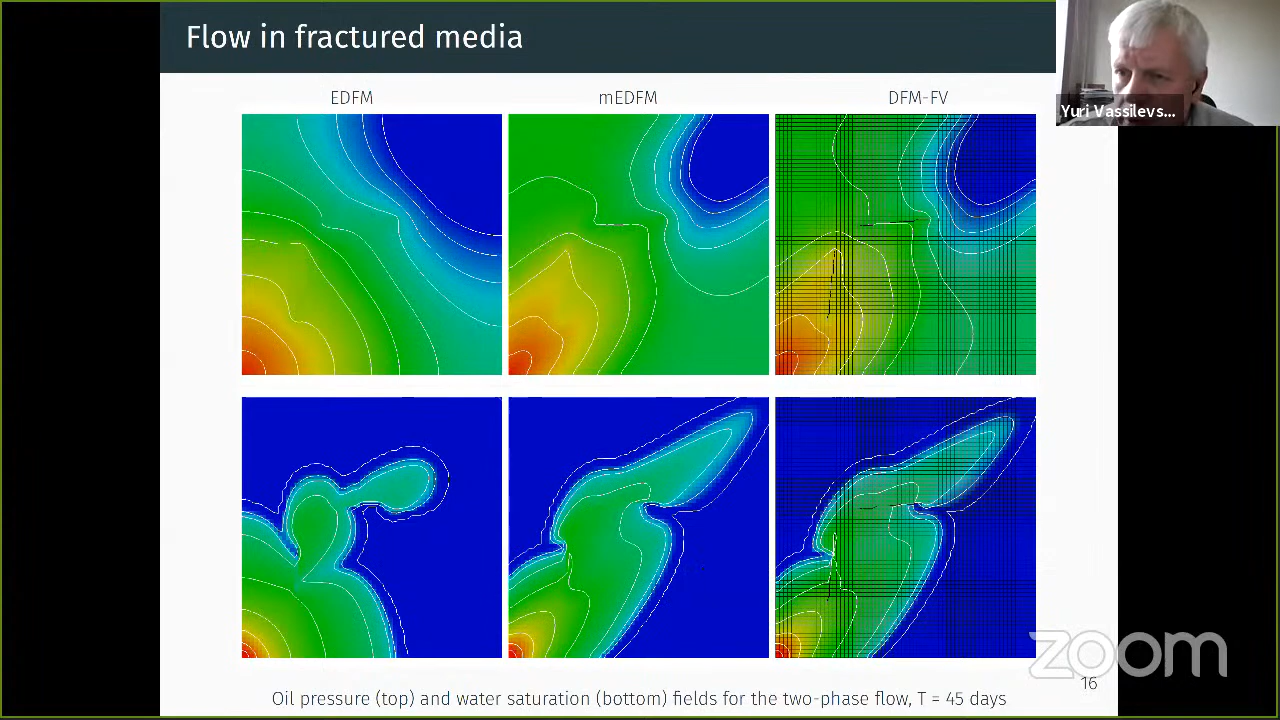 Flow in fractured media
EDFM
mEDFM
DFM-FV
Yuri Vassilevs...
zoom
16
Oil pressure (top) and water saturation (bottom) fields for the two-phase flow, T = 45 days